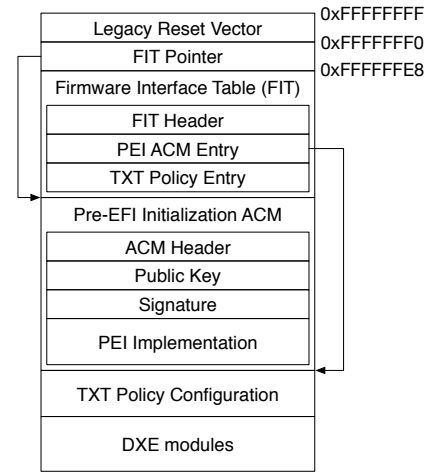 Legacy Reset Vector
0xFFFFFFFF
FIT Pointer
0xFFFFFFF0
0xFFFFFFE8
Firmware Interface Table (FIT)
FIT Header
PEI ACM Entry
TXT Policy Entry
Pre-EFI Initialization ACM
ACM Header
Public Key
Signature
PEI Implementation
TXT Policy Configuration
DXE modules